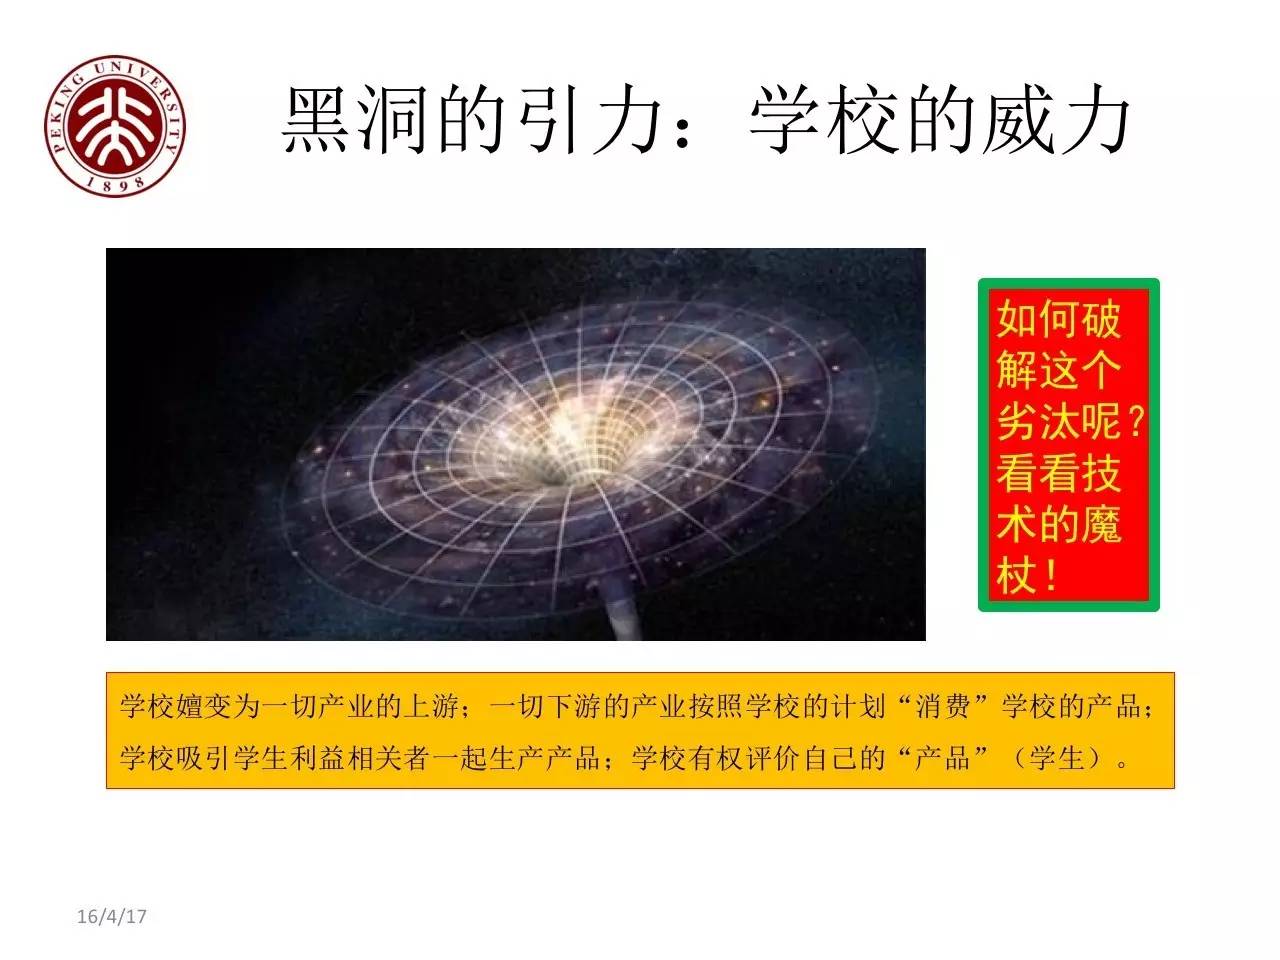 PEKING UNIVERSITY
1898
黑洞的引力：学校的威力
如何破
解这个
劣汰呢？
看看技
术的魔
杖！
学校嬗变为一切产业的上游；一切下游的产业按照学校的计划“消费”学校的产品；
学校吸引学生利益相关者一起生产产品；学校有权评价自己的“产品”（学生）。
16/4/17